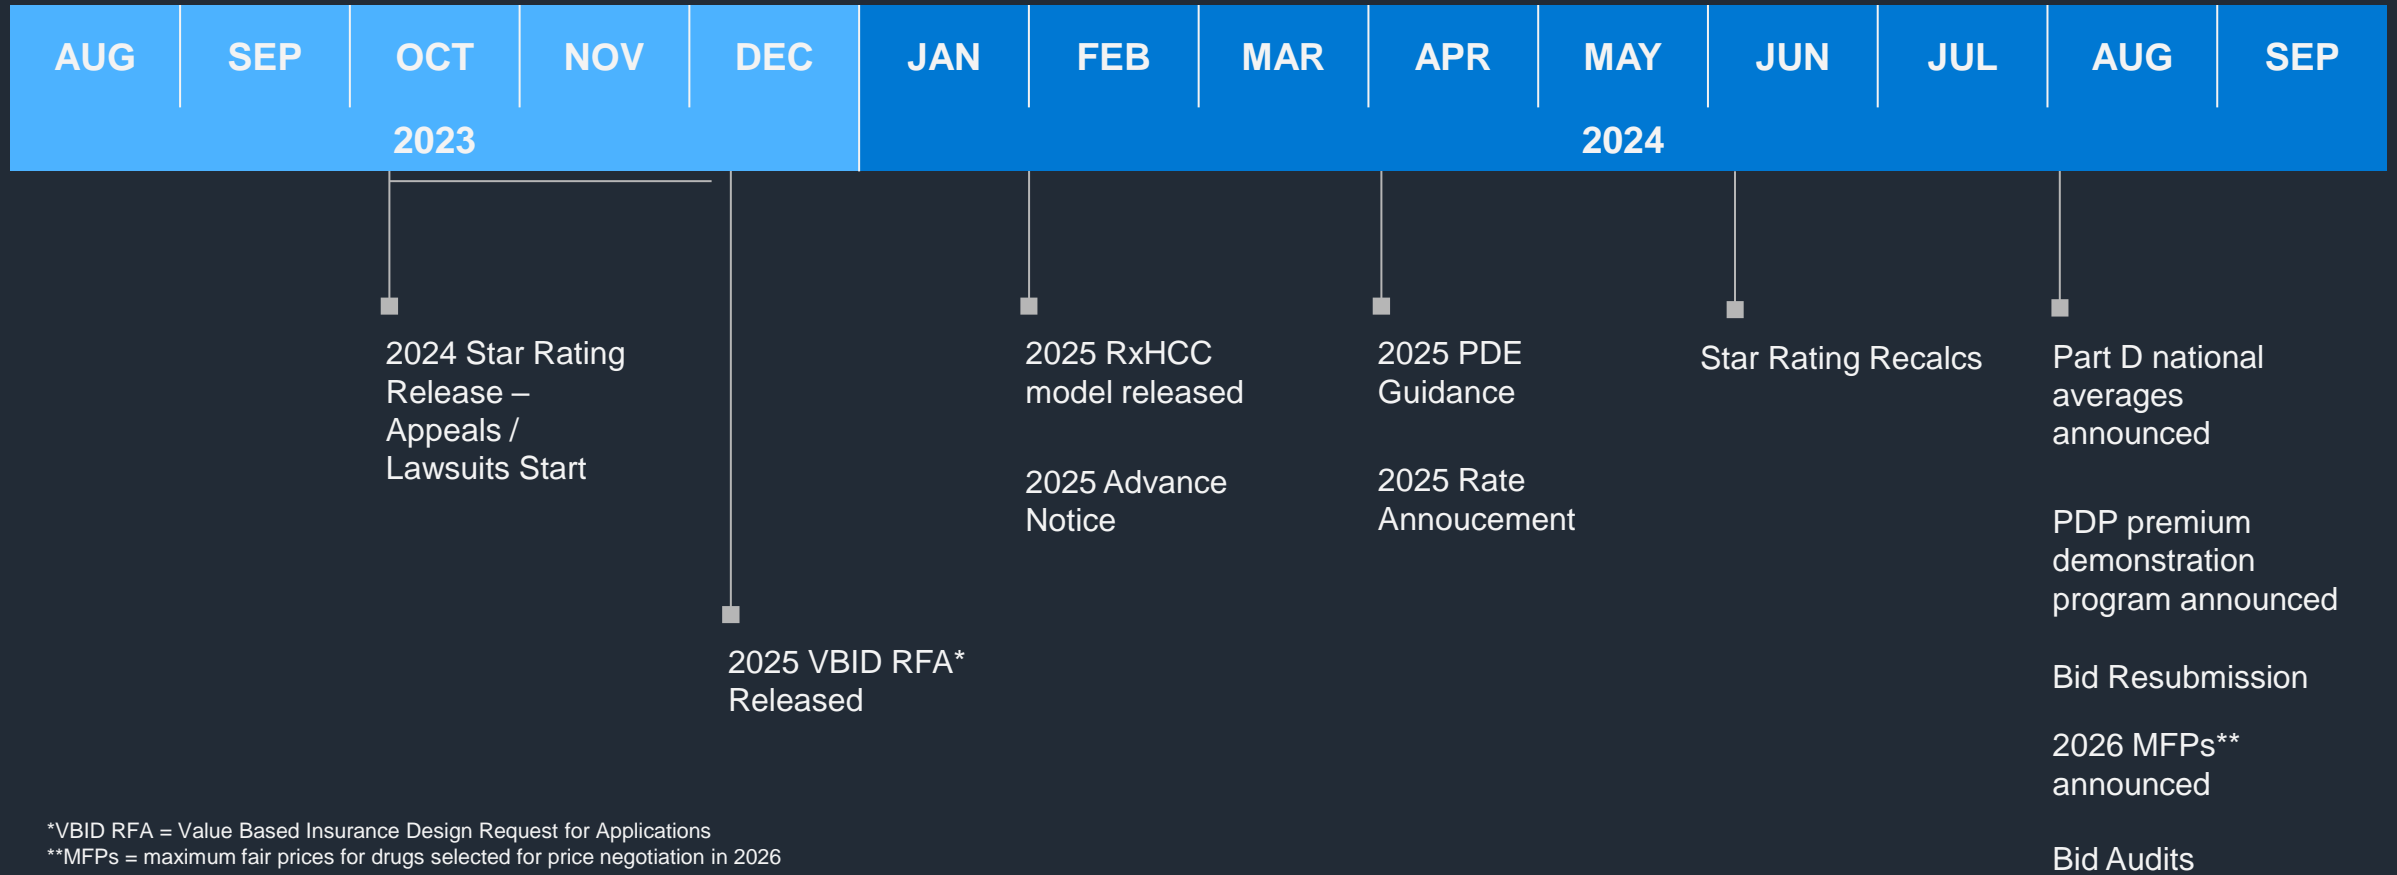 AUG SEP OCT NOV DEC JAN FEB MAR APR MAY JUN JUL AUG SEP
2023 2024
2024 Star Rating
Release –
Appeals /
Lawsuits Start
2025 VBID RFA*
Released
2025 RxHCC
model released
2025 Advance
Notice
2025 PDE
Guidance
2025 Rate
Annoucement
Star Rating Recalcs
Part D national
averages
announced
PDP premium
demonstration
program announced
Bid Resubmission
2026 MFPs**
announced
Bid Audits
*VBID RFA = Value Based Insurance Design Request for Applications
**MFPs = maximum fair prices for drugs selected for price negotiation in 2026